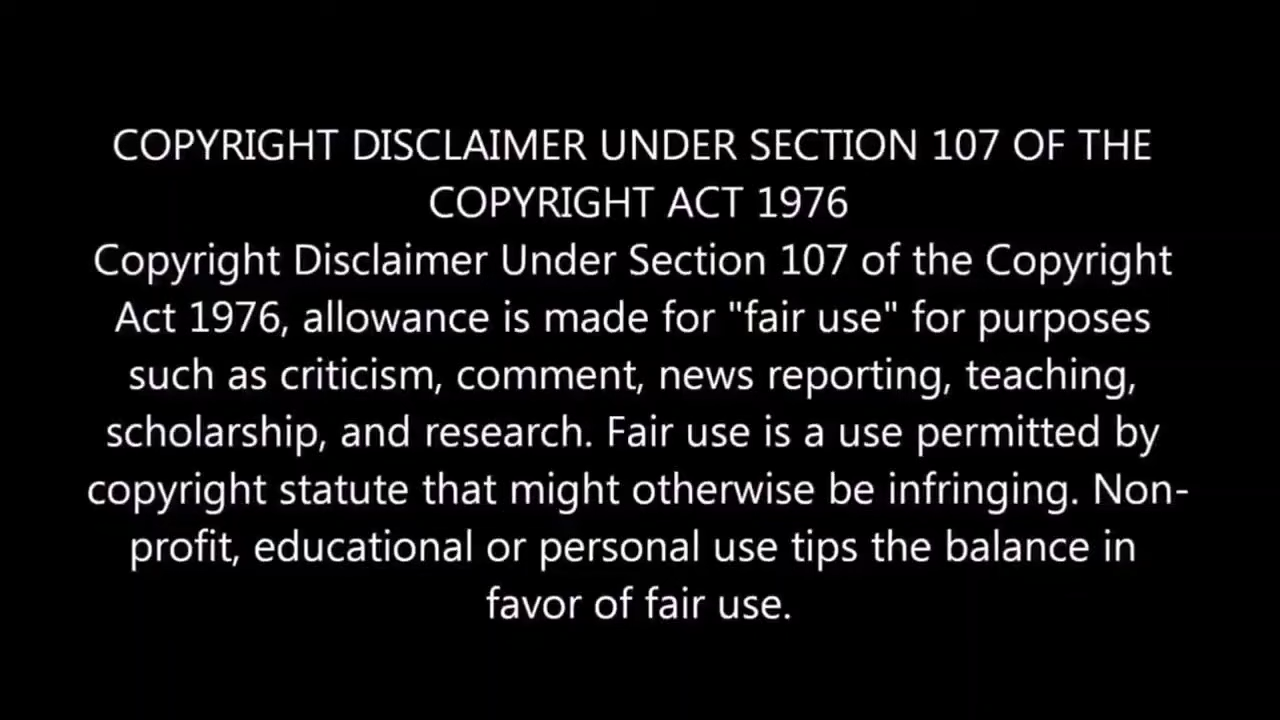 COPYRIGHT DISCLAIMER UNDER SECTION 107 OF THE
COPYRIGHT ACT 1976
Copyright Disclaimer Under Section 107 of the Copyright
Act 1976, allowance is made for "fair use" for purposes
such as criticism, comment, news reporting, teaching,
scholarship, and research. Fair use is a use permitted by
copyright statute that might otherwise be infringing. Non-
profit, educational or personal use tips the balance in
favor of fair use.